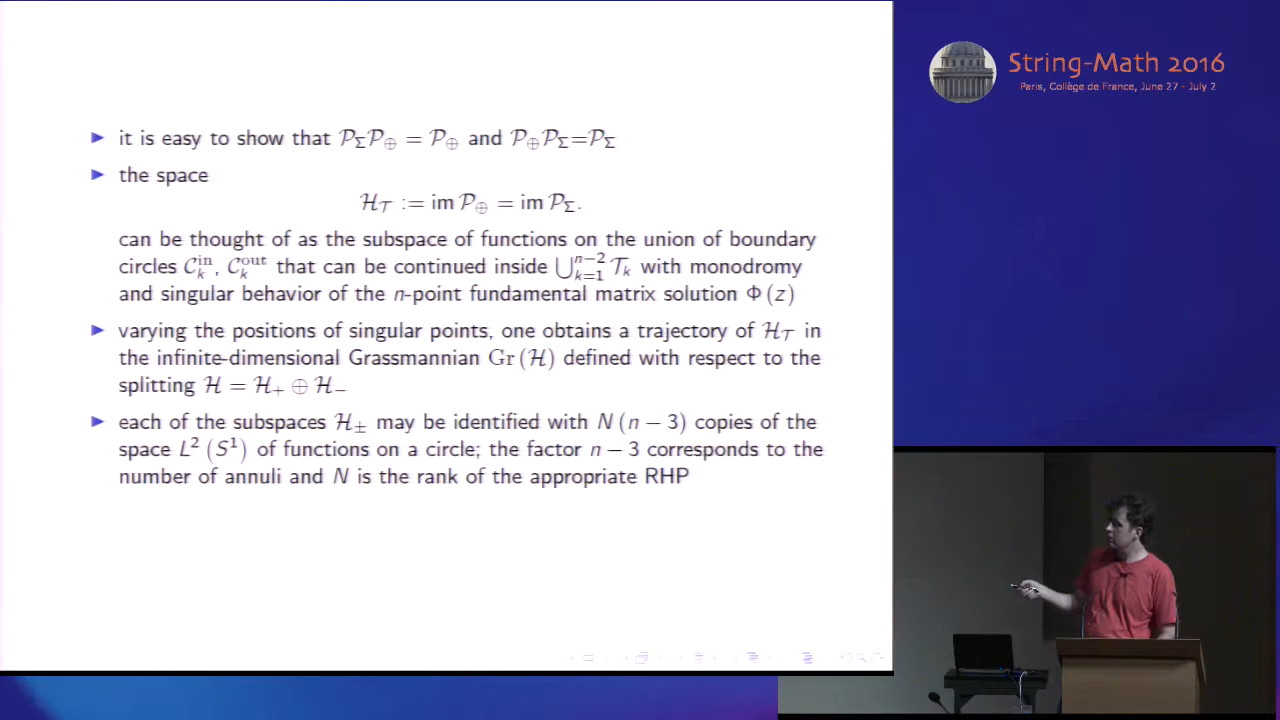 ▶ it is easy to show that 𝒫_Σ𝒫_⊕ = 𝒫_⊕ and 𝒫_⊕𝒫_Σ=𝒫_Σ
▶ the space
ℋ_𝒯 := im 𝒫_⊕ = im 𝒫_Σ.
can be thought of as the subspace of functions on the union of boundary
circles 𝒞_k^in, 𝒞_k^out that can be continued inside ⋃_{k=1}^{n−2} 𝒯_k with monodromy
and singular behavior of the n-point fundamental matrix solution Φ(z)
▶ varying the positions of singular points, one obtains a trajectory of ℋ_𝒯 in
the infinite-dimensional Grassmannian Gr(ℋ) defined with respect to the
splitting ℋ = ℋ_+ ⊕ ℋ_−
▶ each of the subspaces ℋ_± may be identified with N(n − 3) copies of the
space L²(S¹) of functions on a circle; the factor n − 3 corresponds to the
number of annuli and N is the rank of the appropriate RHP
String-Math 2016
Paris, Collège de France, June 27 - July 2